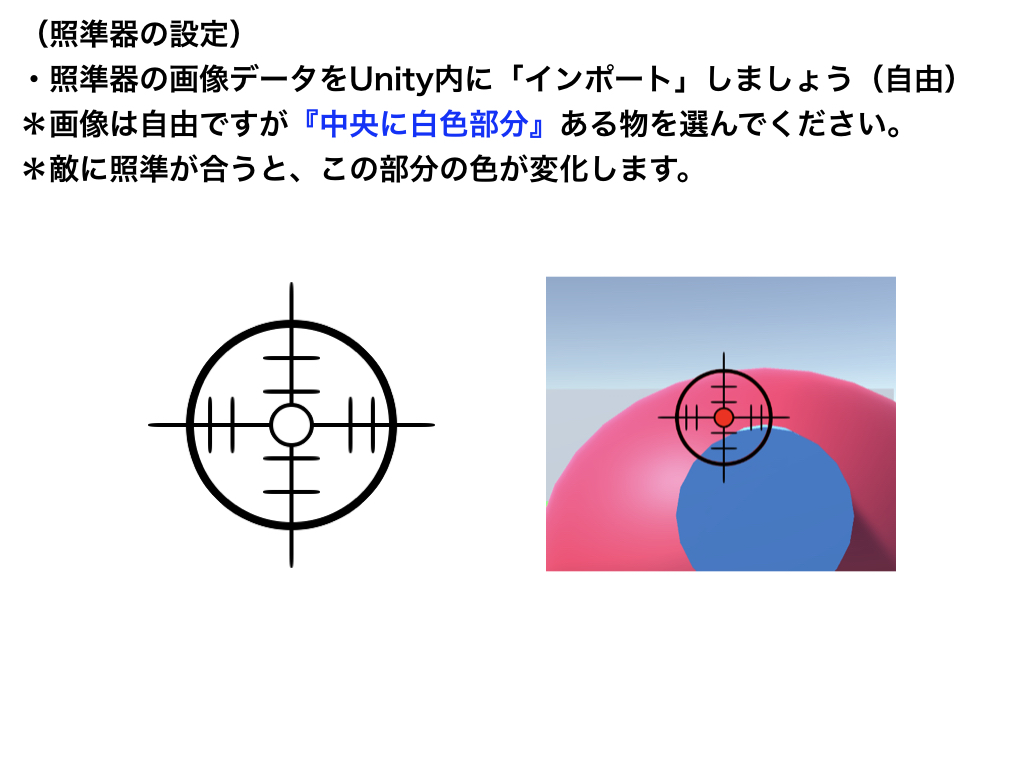 （照準器の設定）
・照準器の画像データをUnity内に「インポート」しましょう（自由）
＊画像は自由ですが『中央に白色部分』ある物を選んでください。
＊敵に照準が合うと、この部分の色が変化します。